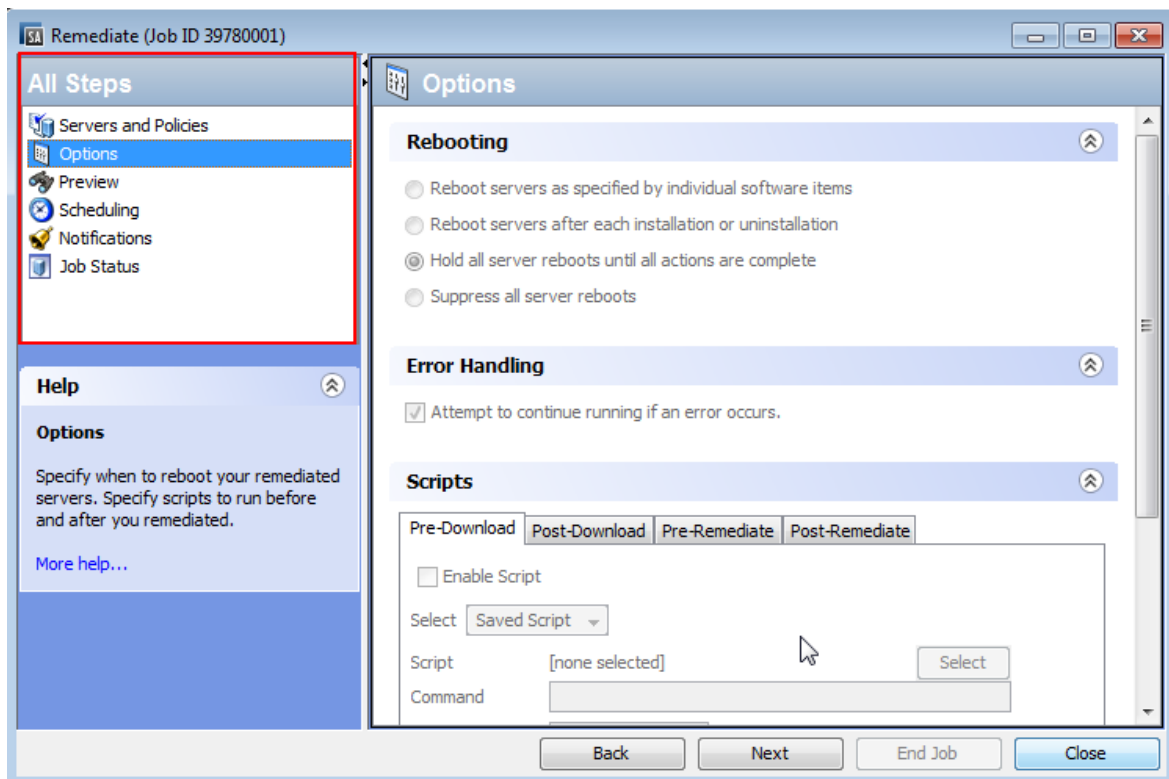 SA Remediate (Job ID 39780001)
All Steps
Servers and Policies
Options
Preview
Scheduling
Notifications
Job Status
Help
Options
Specify when to reboot your remediated
servers. Specify scripts to run before
and after you remediated.
More help...
Options
Rebooting
Reboot servers as specified by individual software items
Reboot servers after each installation or uninstallation
Hold all server reboots until all actions are complete
Suppress all server reboots
Error Handling
Attempt to continue running if an error occurs.
Scripts
Pre-Download Post-Download Pre-Remediate Post-Remediate
Enable Script
Select Saved Script
Script [none selected] Select
Command
Back Next End Job Close